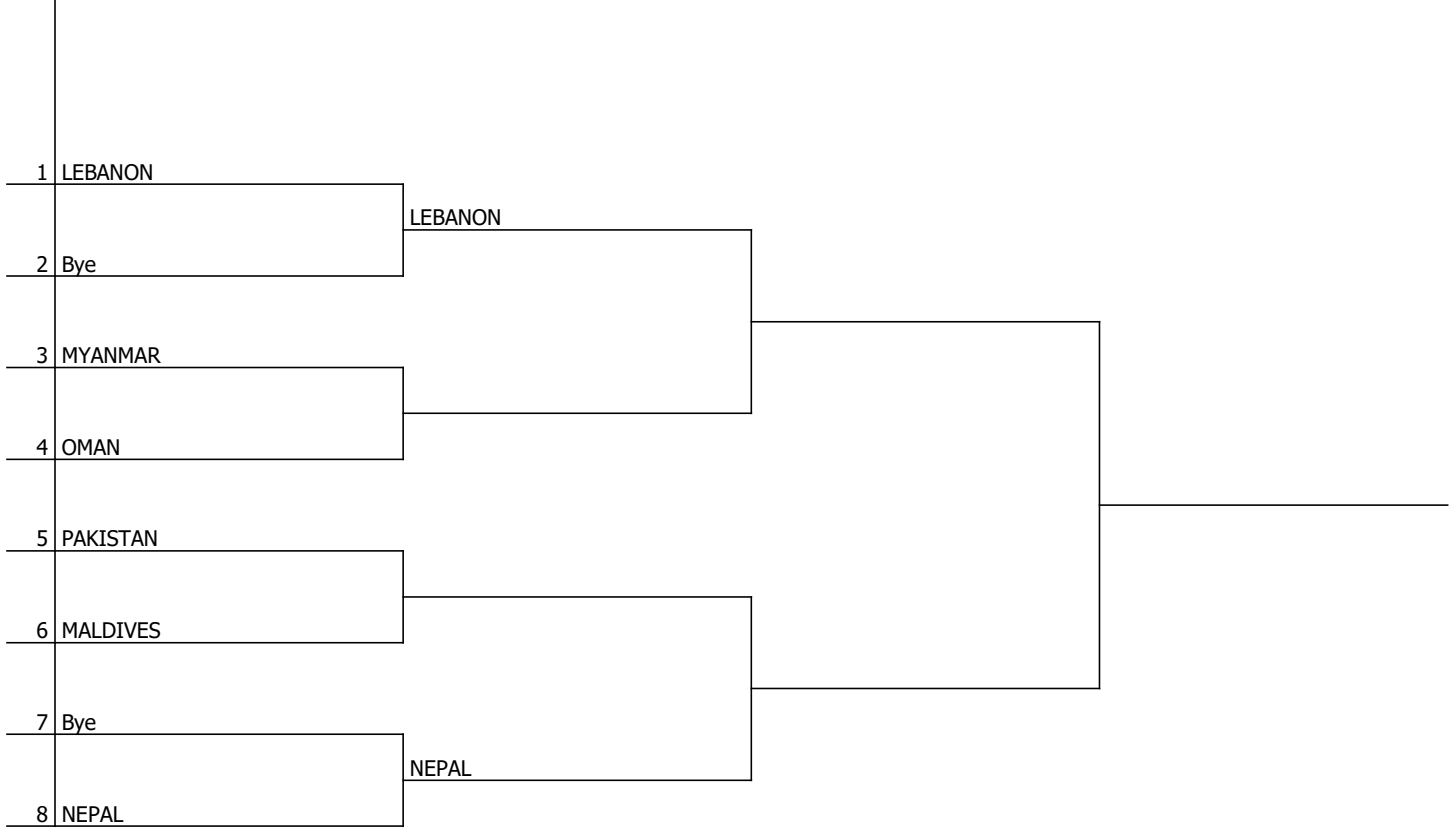 1 LEBANON
LEBANON
2 Bye
3 MYANMAR
4 OMAN
5 PAKISTAN
6 MALDIVES
7 Bye
NEPAL
8 NEPAL